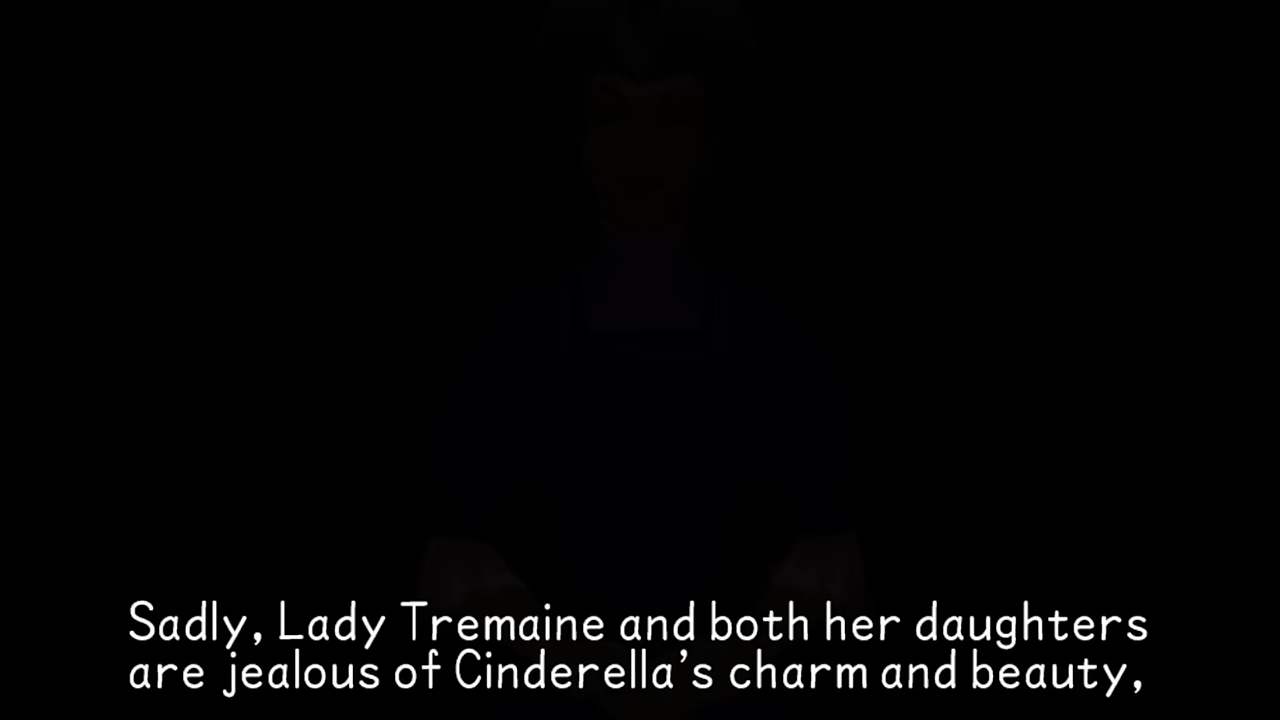 Sadly, Lady Tremaine and both her daughters
are jealous of Cinderella’s charm and beauty,